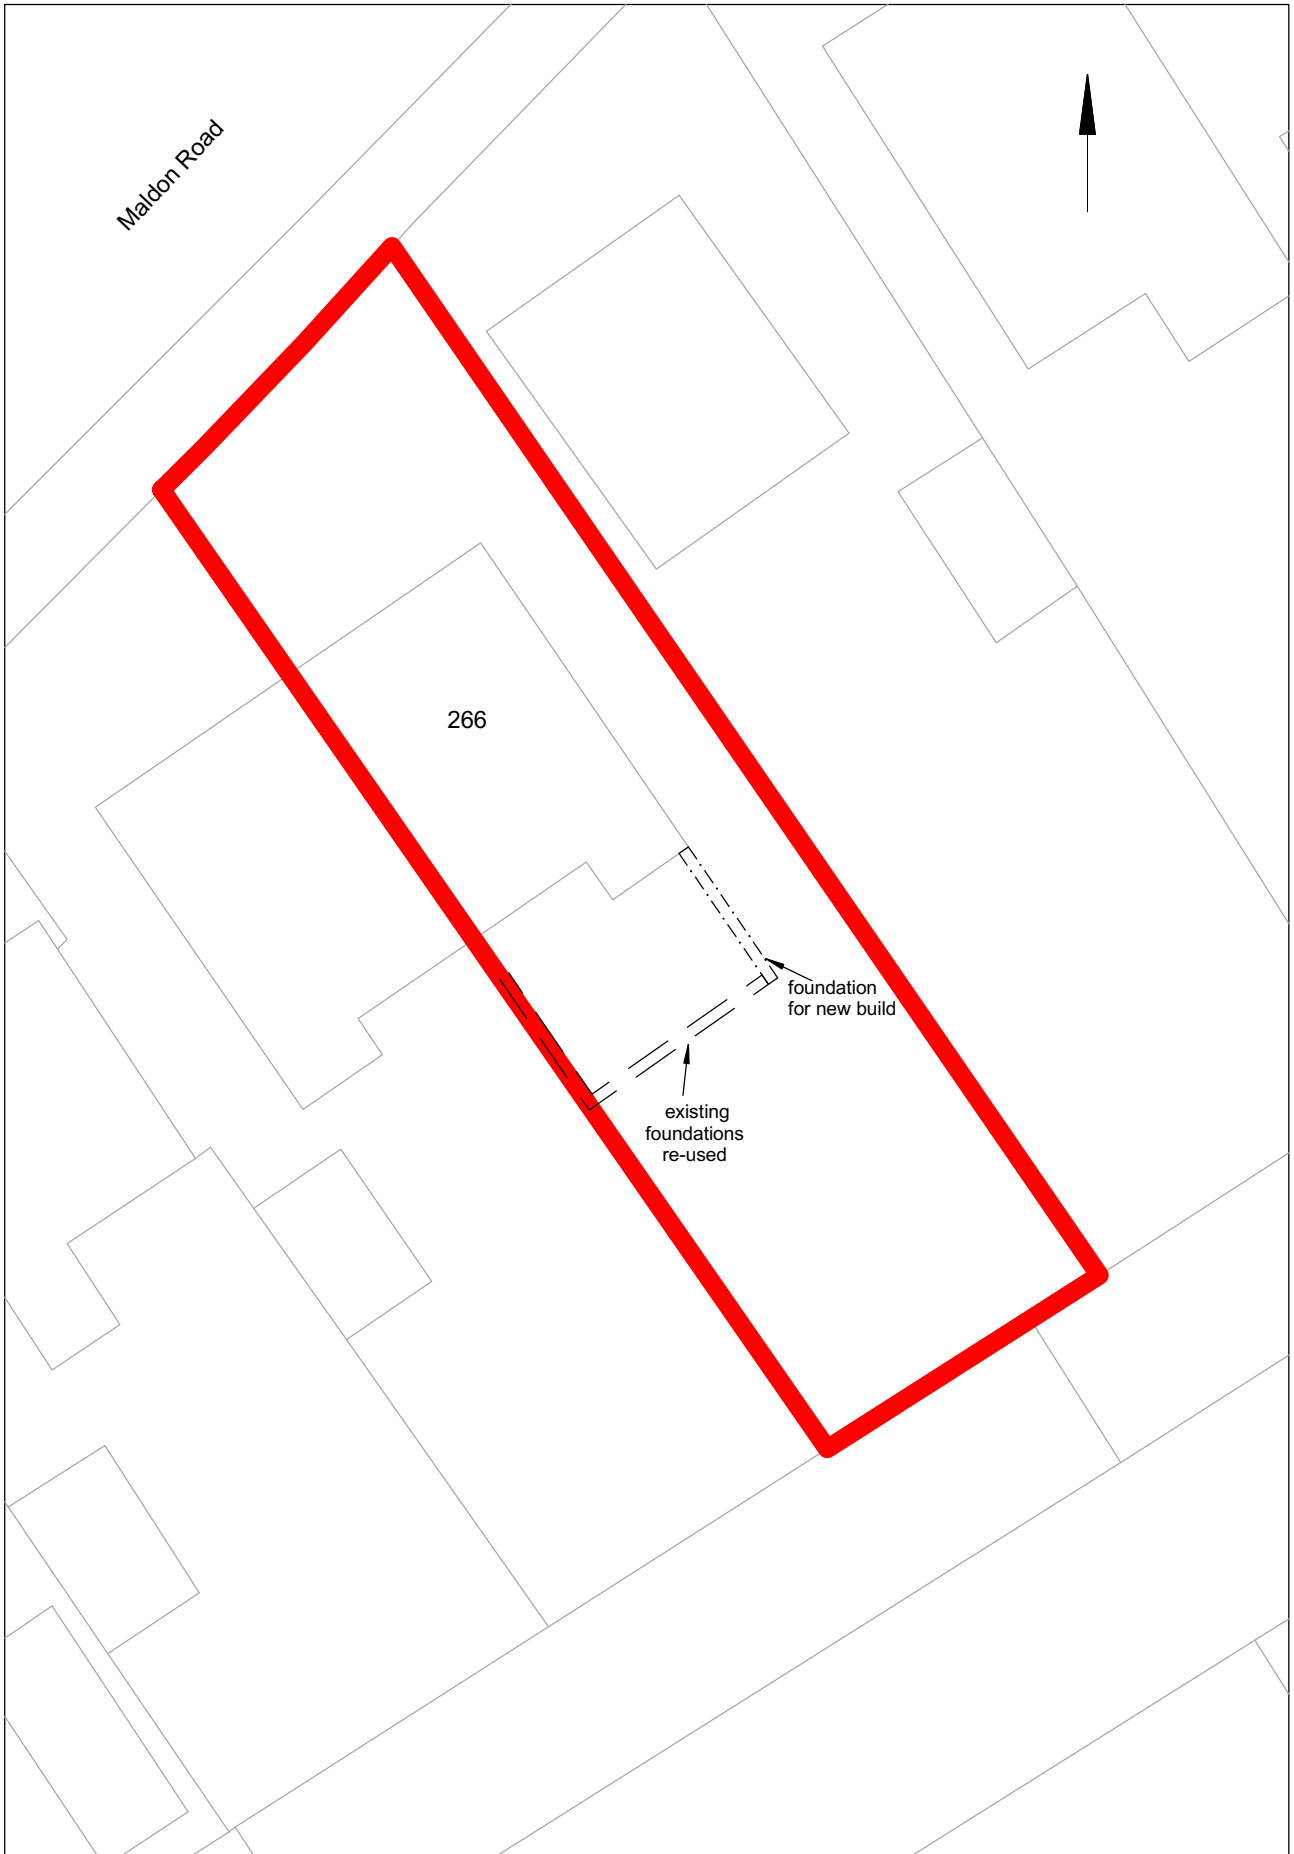 Maldon Road
266
foundation
for new build
existing
foundations
re-used